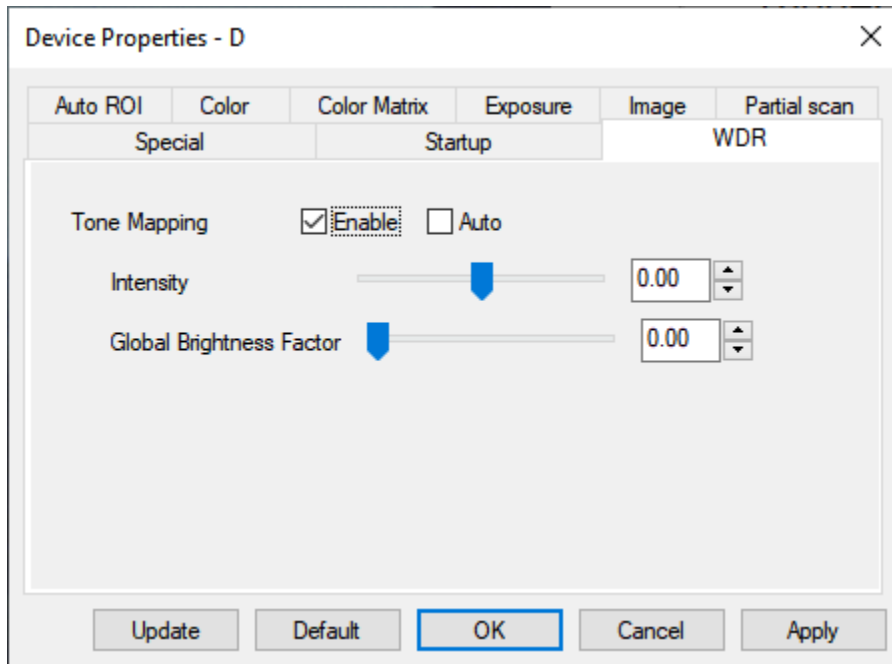 Device Properties - D
Auto ROI Color Color Matrix Exposure Image Partial scan
Special Startup WDR
Tone Mapping Enable Auto
Intensity 0.00
Global Brightness Factor 0.00
Update Default OK Cancel Apply